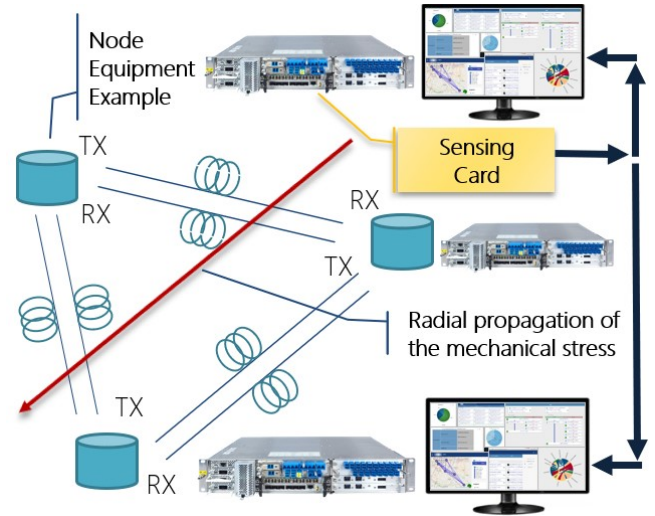 Node
Equipment
Example
TX
RX
Sensing
Card
RX
TX
Radial propagation of
the mechanical stress
TX
RX